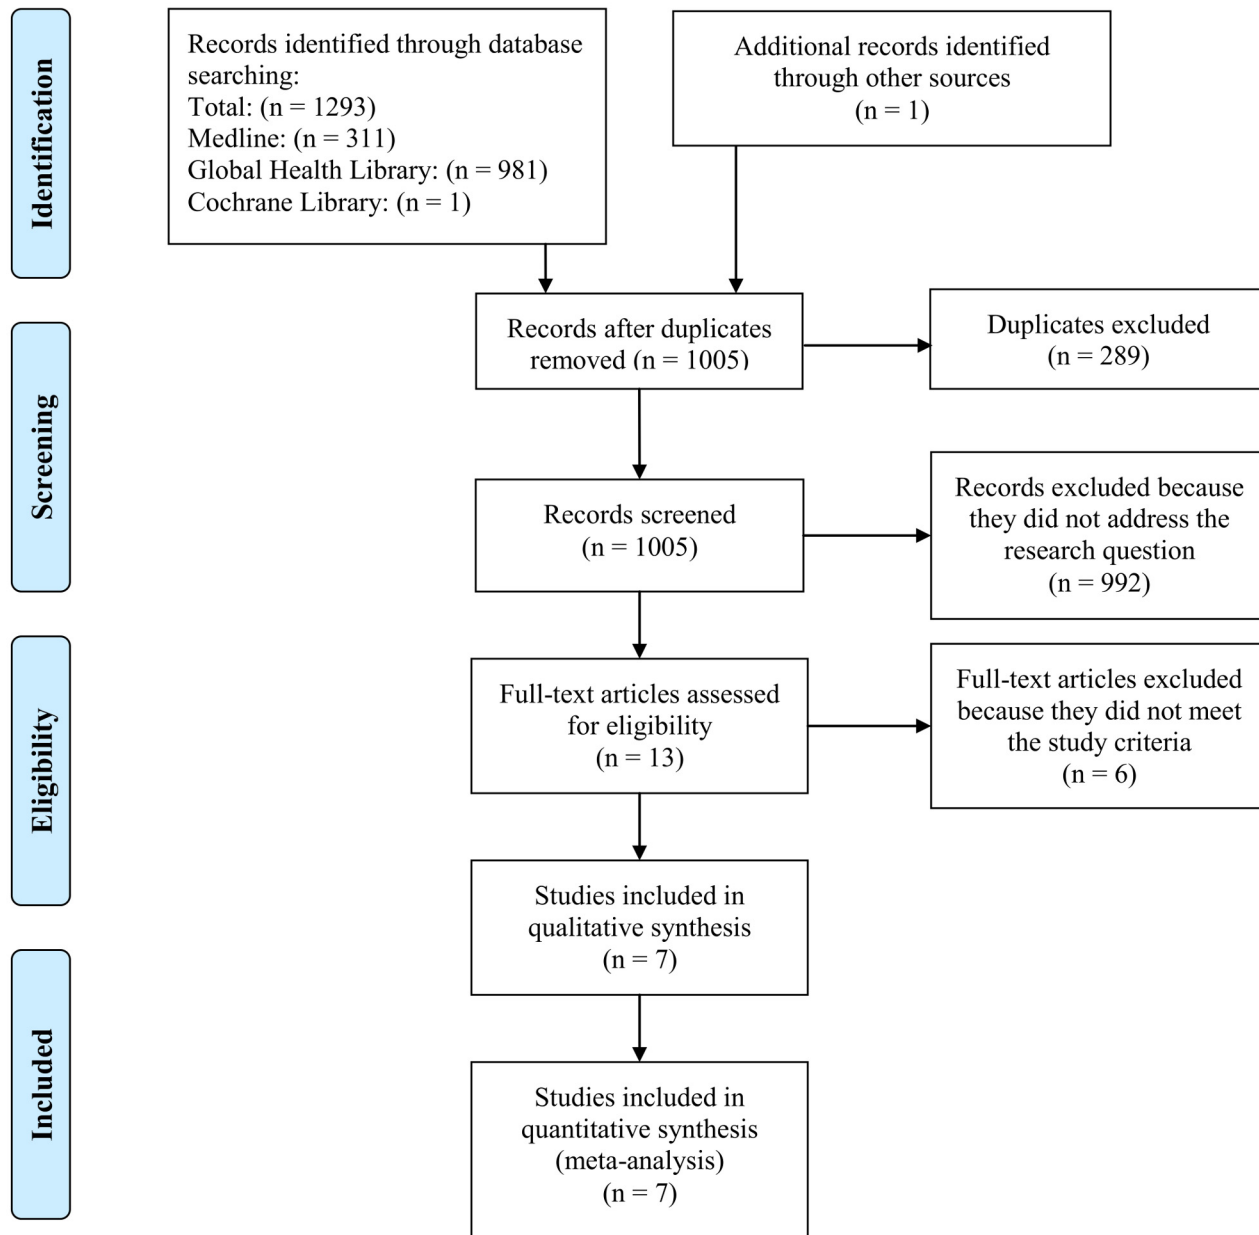 Identification
Records identified through database
searching:
Total: (n = 1293)
Medline: (n = 311)
Global Health Library: (n = 981)
Cochrane Library: (n = 1)
Additional records identified
through other sources
(n = 1)
Screening
Records after duplicates
removed (n = 1005)
Duplicates excluded
(n = 289)
Records screened
(n = 1005)
Records excluded because
they did not address the
research question
(n = 992)
Eligibility
Full-text articles assessed
for eligibility
(n = 13)
Full-text articles excluded
because they did not meet
the study criteria
(n = 6)
Studies included in
qualitative synthesis
(n = 7)
Included
Studies included in
quantitative synthesis
(meta-analysis)
(n = 7)